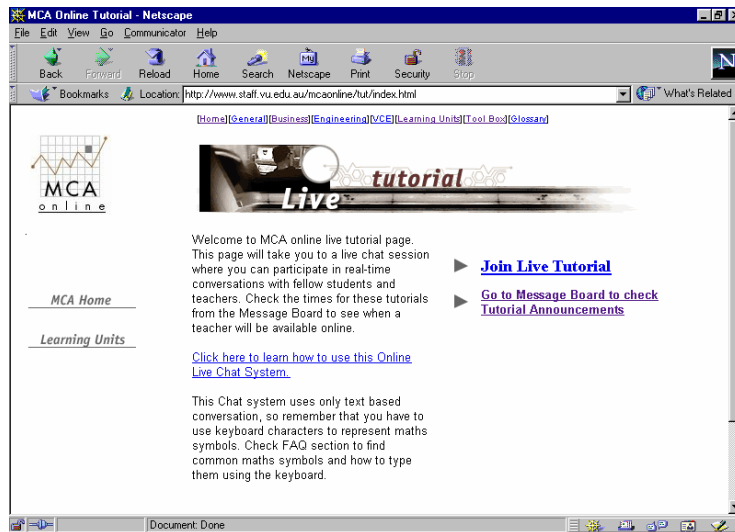 MCA Online Tutorial - Netscape
File Edit View Go Communicator Help
Back Forward Reload Home Search Netscape Print Security Stop
Bookmarks Location: http://www.staff.vu.edu.au/mcaonline/tut/index.html What's Related
[Home][General][Business][Engineering][VCE][Learning Units][Tool Box][Glossary]
MCA
online
Live tutorial
Welcome to MCA online live tutorial page.
This page will take you to a live chat session
where you can participate in real-time
conversations with fellow students and
teachers. Check the times for these tutorials
from the Message Board to see when a
teacher will be available online.
Click here to learn how to use this Online
Live Chat System.
This Chat system uses only text based
conversation, so remember that you have to
use keyboard characters to represent maths
symbols. Check FAQ section to find
common maths symbols and how to type
them using the keyboard.
Join Live Tutorial
Go to Message Board to check
Tutorial Announcements
MCA Home
Learning Units
Document: Done